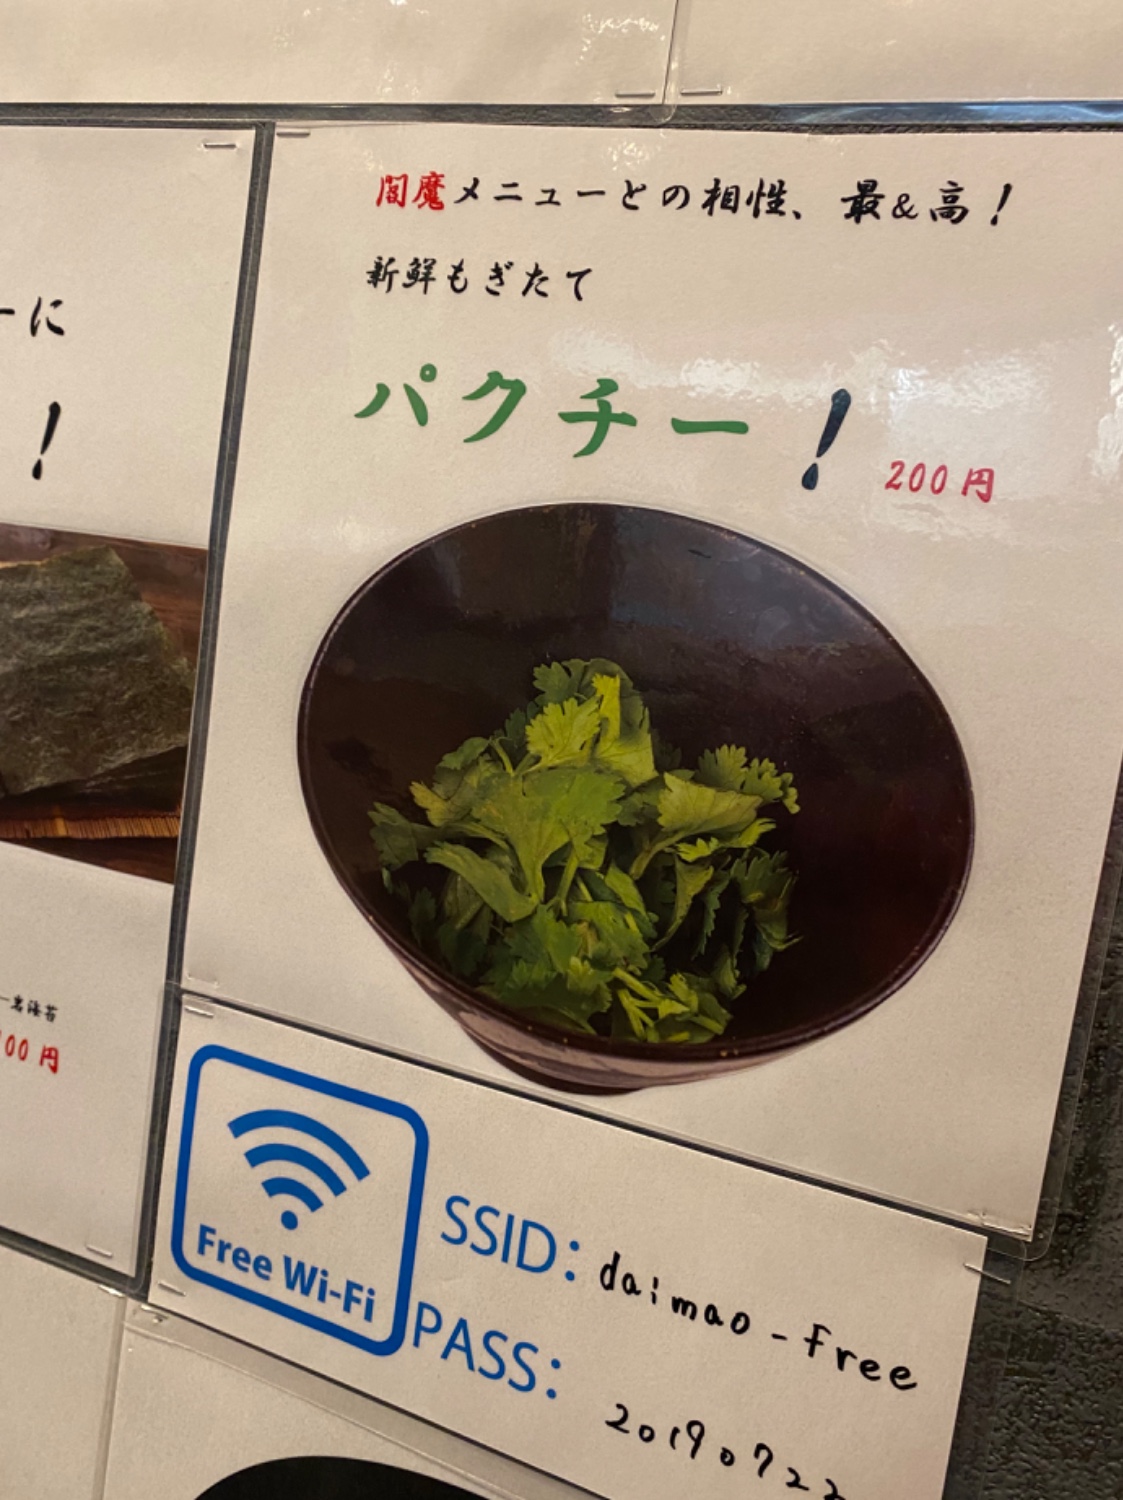 閻魔メニューとの相性、最&高！
新鮮もぎたて
パクチー！
200円
ーに
！
00円
Free Wi-Fi
SSID: daimao-free
PASS: 20190722